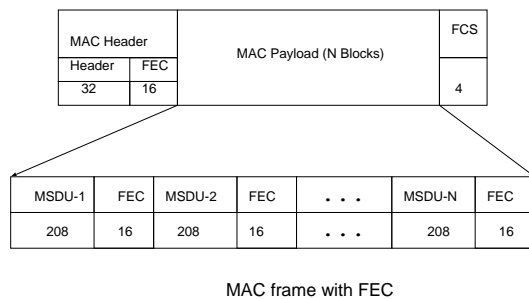 MAC Header
MAC Payload (N Blocks)
FCS
Header FEC
32 16
4
MSDU-1 FEC MSDU-2 FEC . . . MSDU-N FEC
208 16 208 16 . . . 208 16
MAC frame with FEC